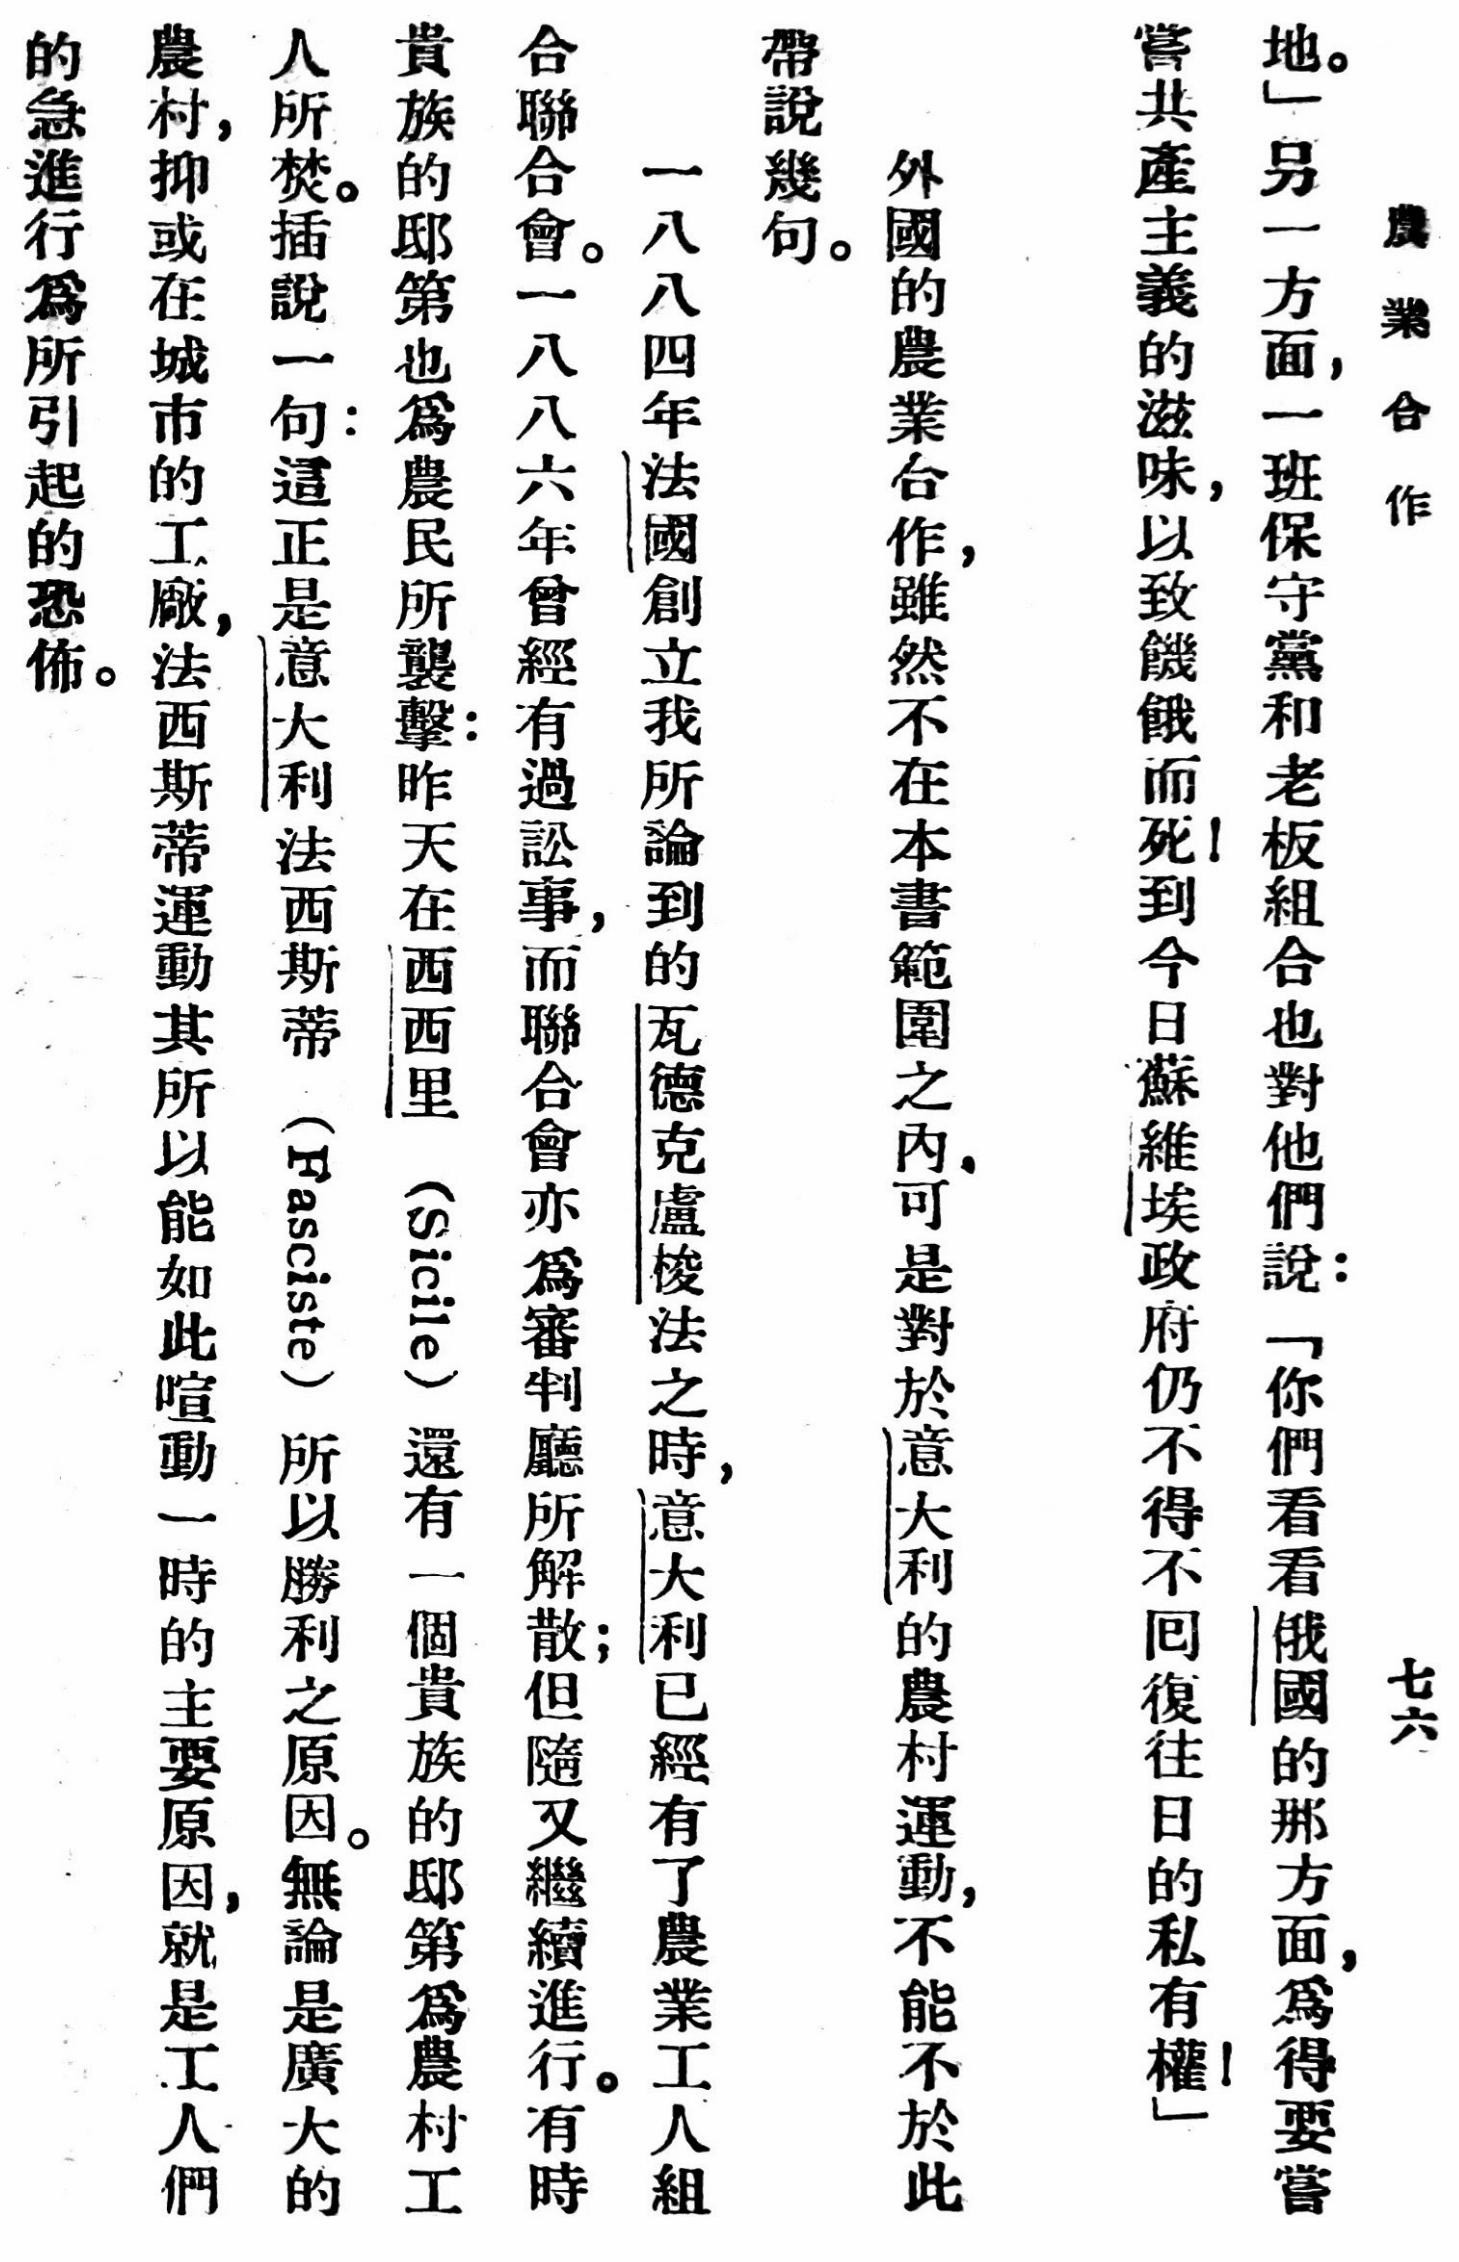 農業合作　七六
地。」另一方面，一班保守黨和老板組合也對他們說：「你們看看俄國的那方面，爲得要嘗
嘗共產主義的滋味，以致饑餓而死！到今日蘇維埃政府仍不得不回復往日的私有權！」
外國的農業合作，雖然不在本書範圍之內，可是對於意大利的農村運動，不能不於此
帶說幾句。
一八八四年法國創立我所論到的瓦德克盧梭法之時，意大利已經有了農業工人組
合聯合會。一八八六年曾經有過訟事，而聯合會亦爲審判廳所解散；但隨又繼續進行。有時
貴族的邸第也爲農民所襲擊：昨天在西西里（Sicile）還有一個貴族的邸第爲農村工
人所焚。插說一句：這正是意大利法西斯蒂（Fasciste）所以勝利之原因。無論是廣大的
農村，抑或在城市的工廠，法西斯蒂運動其所以能如此喧動一時的主要原因，就是工人們
的急進行爲所引起的恐怖。